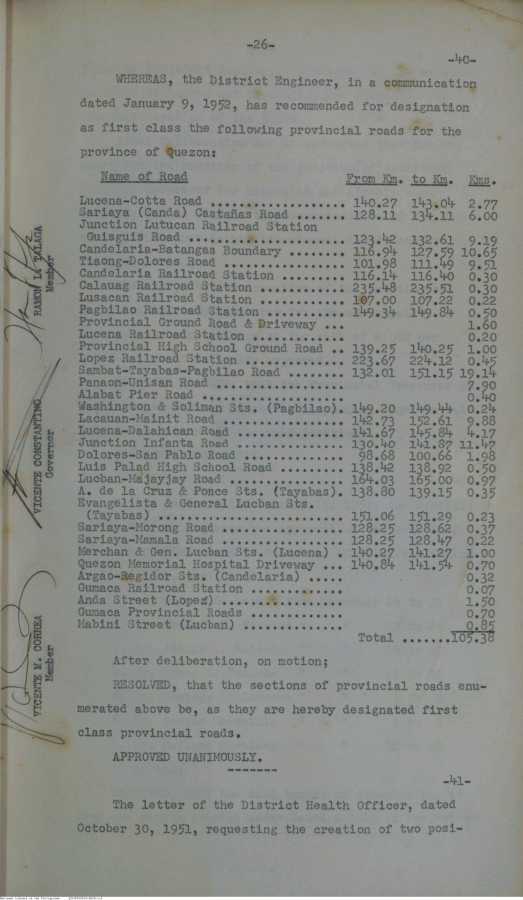 -26-
-40-
WHEREAS, the District Engineer, in a communication
dated January 9, 1952, has recommended for designation
as first class the following provincial roads for the
province of Quezon:
Name of Road From Km. to Km. Kms.
Lucena-Cotta Road .................. 140.27 143.04 2.77
Sariaya (Canda) Castañas Road ....... 128.11 134.11 6.00
Junction Lutucan Railroad Station
Guisguis Road ...................... 123.42 132.61 9.19
Candelaria-Batangas Boundary ....... 116.94 127.59 10.65
Tiaong-Dolores Road ................ 101.98 111.49 9.51
Candelaria Railroad Station ........ 116.14 116.40 0.30
Calauag Railroad Station ........... 235.48 235.51 0.30
Lusacan Railroad Station ........... 107.00 107.22 0.22
Pagbilao Railroad Station .......... 149.34 149.84 0.50
Provincial Ground Road & Driveway ... 1.60
Lucena Railroad Station ............ 0.20
Provincial High School Ground Road .. 139.25 140.25 1.00
Lopez Railroad Station ............. 223.67 224.12 0.45
Sambat-Tayabas-Pagbilao Road ....... 132.01 151.15 19.14
Panaon-Unisan Road ................. 7.90
Alabat Pier Road ................... 0.40
Washington & Soliman Sts. (Pagbilao). 149.20 149.44 0.24
Lacauan-Mainit Road ................ 142.73 152.61 9.88
Lucena-Dalahican Road .............. 141.67 145.84 4.17
Junction Infanta Road .............. 130.40 141.87 11.47
Dolores-San Pablo Road ............. 98.68 100.66 1.98
Luis Palad High School Road ........ 138.42 138.92 0.50
Lucban-Majayjay Road ............... 164.03 165.00 0.97
A. de la Cruz & Ponce Sts. (Tayabas). 138.80 139.15 0.35
Evangelista & General Lucban Sts.
(Tayabas) ......................... 151.06 151.29 0.23
Sariaya-Morong Road ................ 128.25 128.62 0.37
Sariaya-Mamala Road ................ 128.25 128.47 0.22
Merchan & Gen. Lucban Sts. (Lucena) . 140.27 141.27 1.00
Quezon Memorial Hospital Driveway ... 140.84 141.54 0.70
Argao-Regidor Sts. (Candelaria) ..... 0.32
Gumaca Railroad Station ............ 0.07
Anda Street (Lopez) ................ 1.50
Gumaca Provincial Roads ............ 0.70
Mabini Street (Lucban) ............. 0.85
Total .......105.38
After deliberation, on motion;
RESOLVED, that the sections of provincial roads enu-
merated above be, as they are hereby designated first
class provincial roads.
APPROVED UNANIMOUSLY.
-------
-41-
The letter of the District Health Officer, dated
October 30, 1951, requesting the creation of two posi-
RAMON LA TALAGA
Member
VICENTE CONSTANTINO
Governor
VICENTE M. CORREA
Member